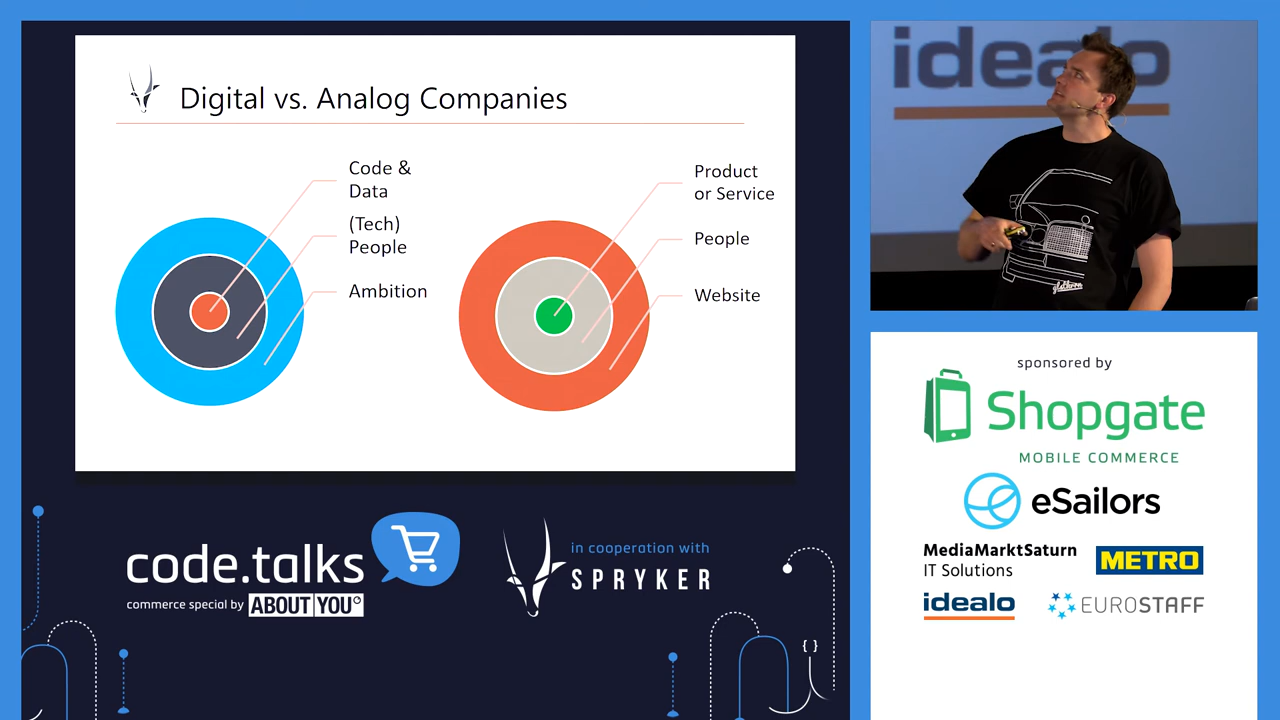 Digital vs. Analog Companies
Code &
Data
(Tech)
People
Ambition
Product
or Service
People
Website
code.talks
commerce special by ABOUT YOU°
in cooperation with
SPRYKER
{ }
idealo
sponsored by
Shopgate
MOBILE COMMERCE
eSailors
MediaMarktSaturn
IT Solutions
METRO
idealo
EUROSTAFF